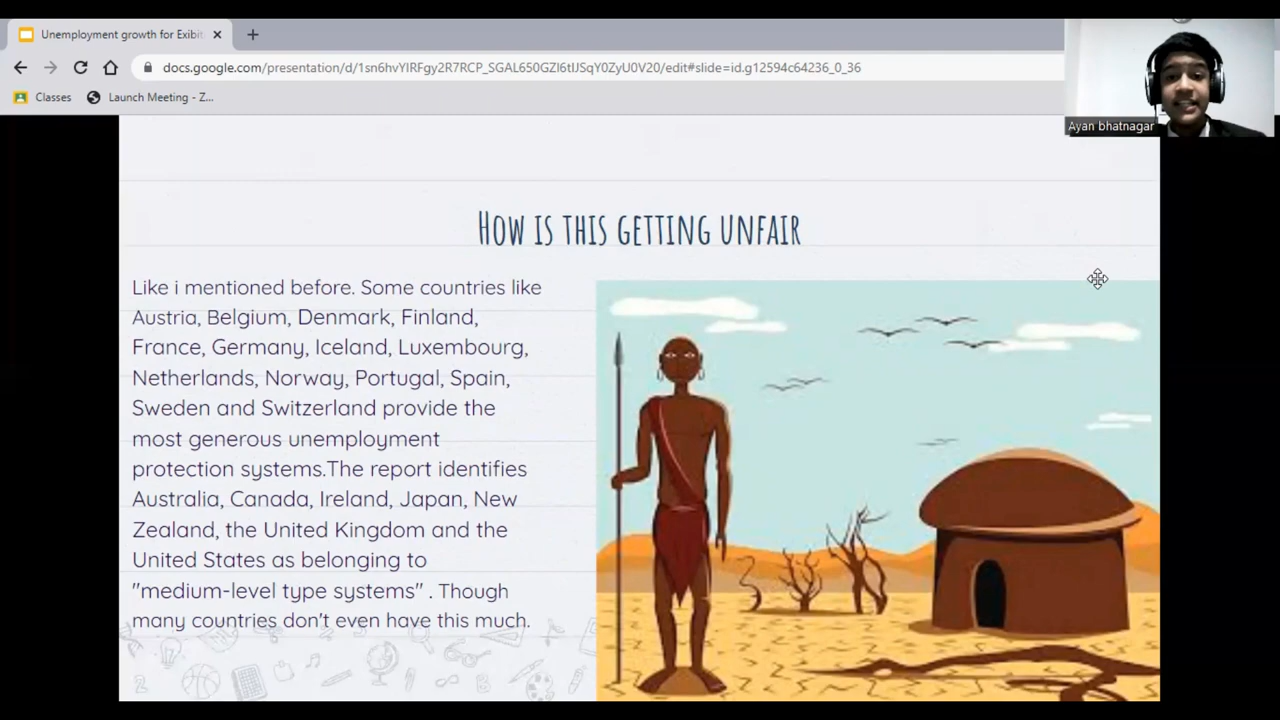 Unemployment growth for Exibit
docs.google.com/presentation/d/1sn6hvYIRFgy2R7RCP_SGAL650GZl6tIJSqY0ZyU0V20/edit#slide=id.g12594c64236_0_36
Classes
Launch Meeting - Z...
Ayan bhatnagar
How is this getting unfair
Like i mentioned before. Some countries like
Austria, Belgium, Denmark, Finland,
France, Germany, Iceland, Luxembourg,
Netherlands, Norway, Portugal, Spain,
Sweden and Switzerland provide the
most generous unemployment
protection systems.The report identifies
Australia, Canada, Ireland, Japan, New
Zealand, the United Kingdom and the
United States as belonging to
"medium-level type systems" . Though
many countries don't even have this much.